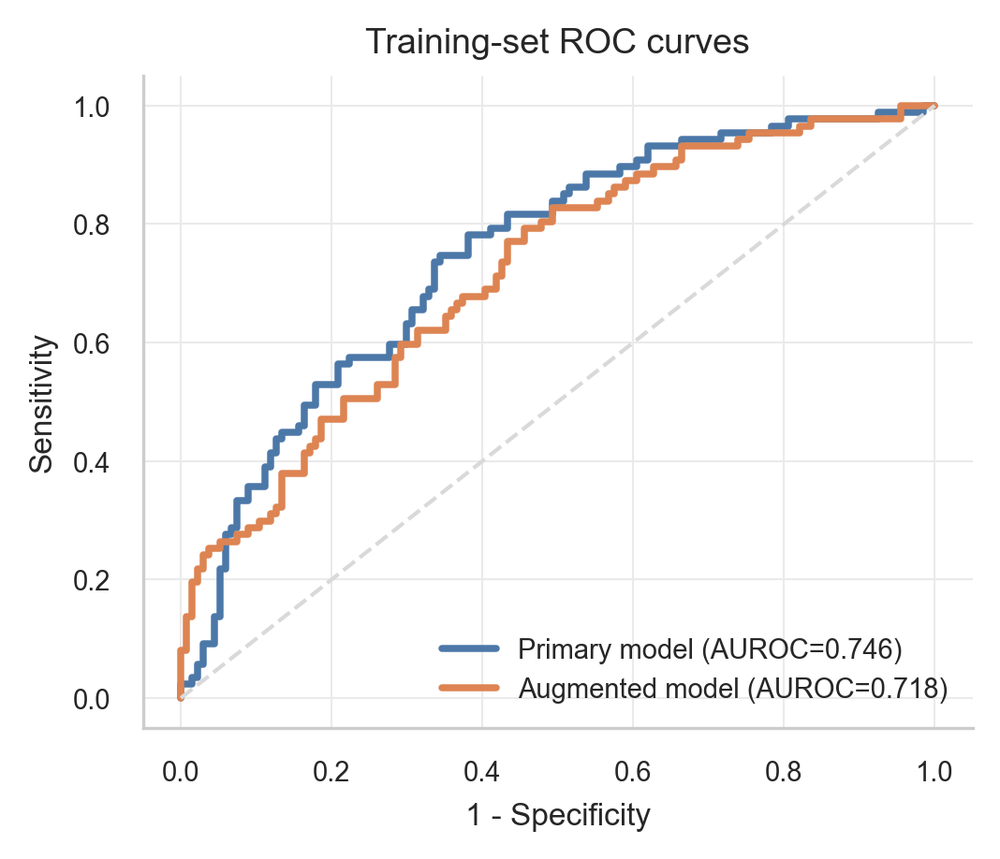 Training-set ROC curves
Sensitivity
1.0
0.8
0.6
0.4
0.2
0.0
Primary model (AUROC=0.746)
Augmented model (AUROC=0.718)
0.0 0.2 0.4 0.6 0.8 1.0
1 - Specificity